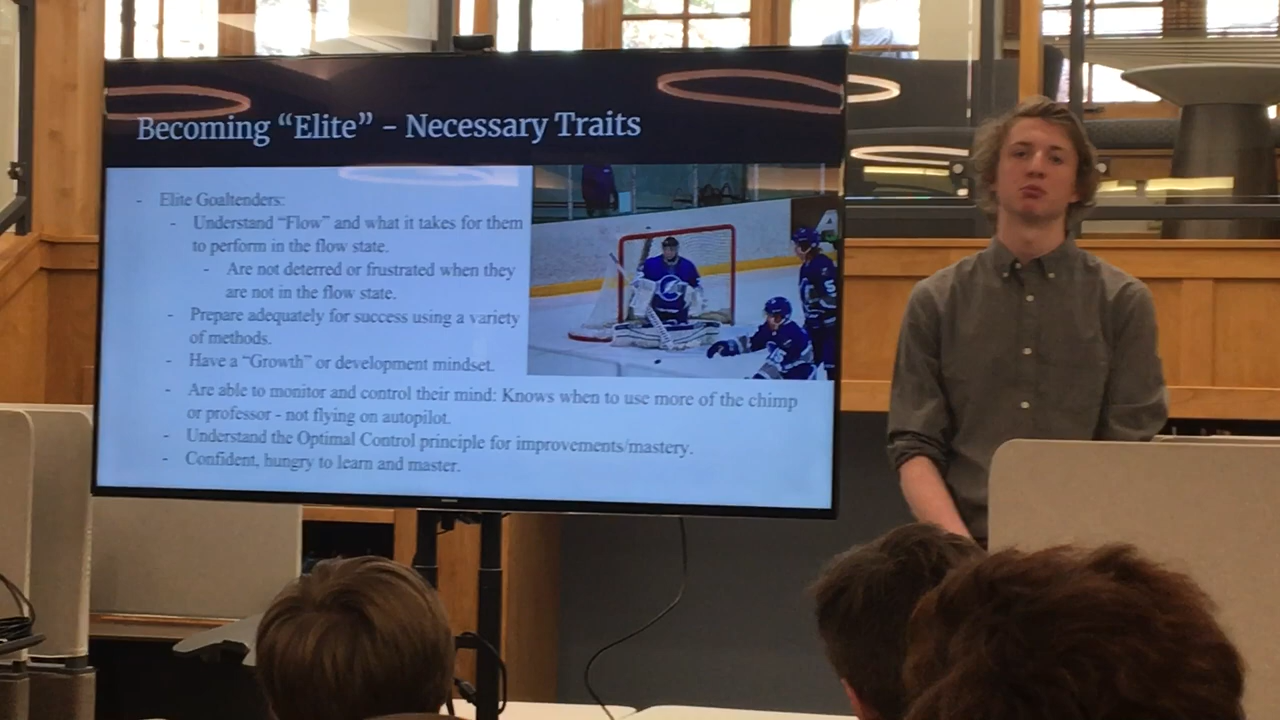 Becoming “Elite” – Necessary Traits
- Elite Goaltenders:
- Understand “Flow” and what it takes for them
to perform in the flow state.
- Are not deterred or frustrated when they
are not in the flow state.
- Prepare adequately for success using a variety
of methods.
- Have a “Growth” or development mindset.
- Are able to monitor and control their mind: Knows when to use more of the chimp
or professor - not flying on autopilot.
- Understand the Optimal Control principle for improvements/mastery.
- Confident, hungry to learn and master.
5